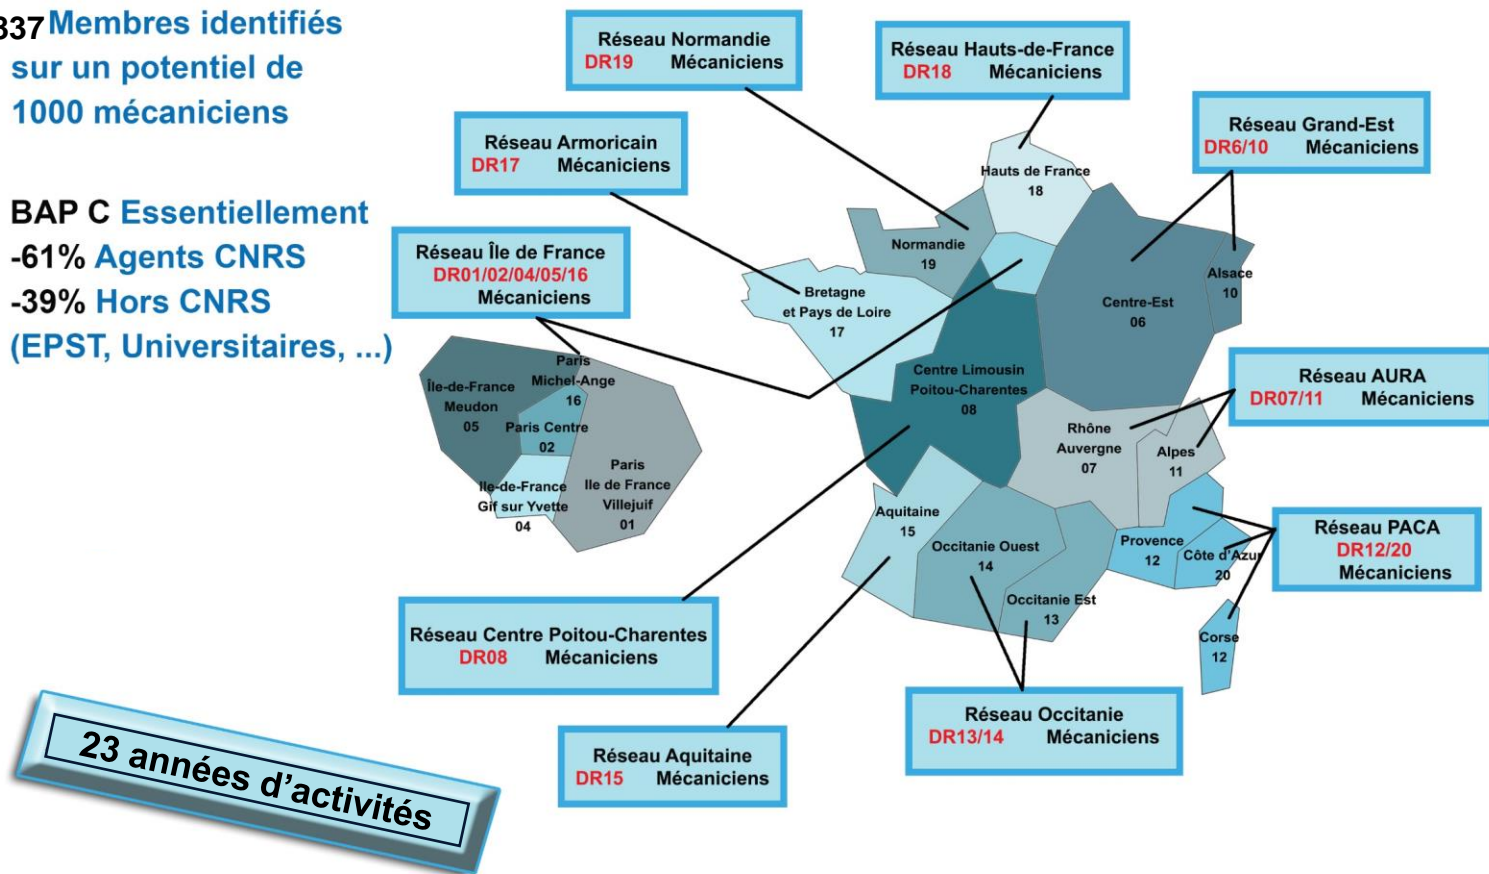 837 Membres identifiés
sur un potentiel de
1000 mécaniciens
BAP C Essentiellement
-61% Agents CNRS
-39% Hors CNRS
(EPST, Universitaires, ...)
Réseau Normandie
DR19 Mécaniciens
Réseau Hauts-de-France
DR18 Mécaniciens
Réseau Armoricain
DR17 Mécaniciens
Réseau Grand-Est
DR6/10 Mécaniciens
Réseau Île de France
DR01/02/04/05/16
Mécaniciens
Hauts de France
18
Normandie
19
Bretagne
et Pays de Loire
17
Centre-Est
06
Alsace
10
Centre Limousin
Poitou-Charentes
08
Paris
Michel-Ange
16
Île-de-France
Meudon
05
Paris Centre
02
Ile-de-France
Gif sur Yvette
04
Paris
Ile de France
Villejuif
01
Réseau AURA
DR07/11 Mécaniciens
Rhône
Auvergne
07
Alpes
11
Aquitaine
15
Occitanie Ouest
14
Occitanie Est
13
Provence
12
Côte d'Azur
20
Corse
12
Réseau PACA
DR12/20
Mécaniciens
Réseau Centre Poitou-Charentes
DR08 Mécaniciens
Réseau Occitanie
DR13/14 Mécaniciens
Réseau Aquitaine
DR15 Mécaniciens
23 années d'activités